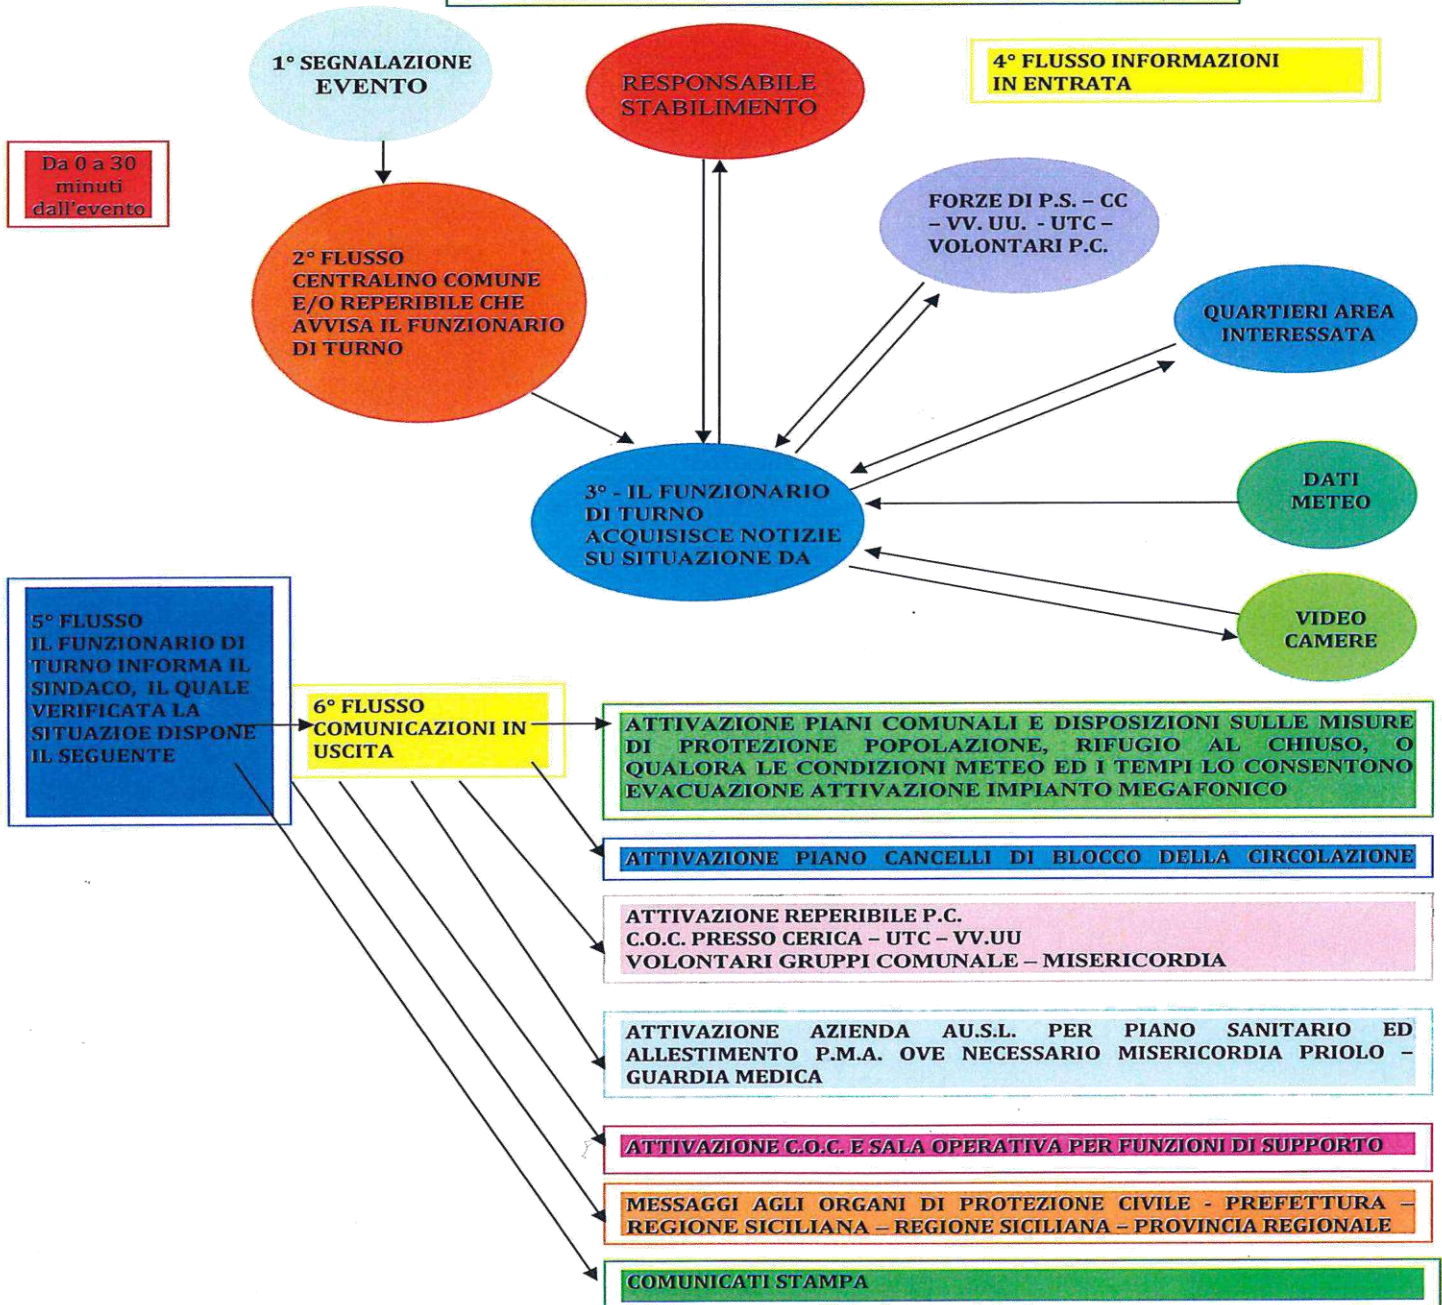 1° SEGNALAZIONE
EVENTO
RESPONSABILE
STABILIMENTO
4° FLUSSO INFORMAZIONI
IN ENTRATA
Da 0 a 30
minuti
dall'evento
2° FLUSSO
CENTRALINO COMUNE
E/O REPERIBILE CHE
AVVISA IL FUNZIONARIO
DI TURNO
FORZE DI P.S. – CC
– VV. UU. - UTC –
VOLONTARI P.C.
QUARTIERI AREA
INTERESSATA
3° - IL FUNZIONARIO
DI TURNO
ACQUISISCE NOTIZIE
SU SITUAZIONE DA
DATI
METEO
VIDEO
CAMERE
5° FLUSSO
IL FUNZIONARIO DI
TURNO INFORMA IL
SINDACO, IL QUALE
VERIFICATA LA
SITUAZIOE DISPONE
IL SEGUENTE
6° FLUSSO
COMUNICAZIONI IN
USCITA
ATTIVAZIONE PIANI COMUNALI E DISPOSIZIONI SULLE MISURE
DI PROTEZIONE POPOLAZIONE, RIFUGIO AL CHIUSO, O
QUALORA LE CONDIZIONI METEO ED I TEMPI LO CONSENTONO
EVACUAZIONE ATTIVAZIONE IMPIANTO MEGAFONICO
ATTIVAZIONE PIANO CANCELLI DI BLOCCO DELLA CIRCOLAZIONE
ATTIVAZIONE REPERIBILE P.C.
C.O.C. PRESSO CERICA – UTC – VV.UU
VOLONTARI GRUPPI COMUNALE – MISERICORDIA
ATTIVAZIONE AZIENDA AU.S.L. PER PIANO SANITARIO ED
ALLESTIMENTO P.M.A. OVE NECESSARIO MISERICORDIA PRIOLO –
GUARDIA MEDICA
ATTIVAZIONE C.O.C. E SALA OPERATIVA PER FUNZIONI DI SUPPORTO
MESSAGGI AGLI ORGANI DI PROTEZIONE CIVILE - PREFETTURA –
REGIONE SICILIANA – REGIONE SICILIANA – PROVINCIA REGIONALE
COMUNICATI STAMPA